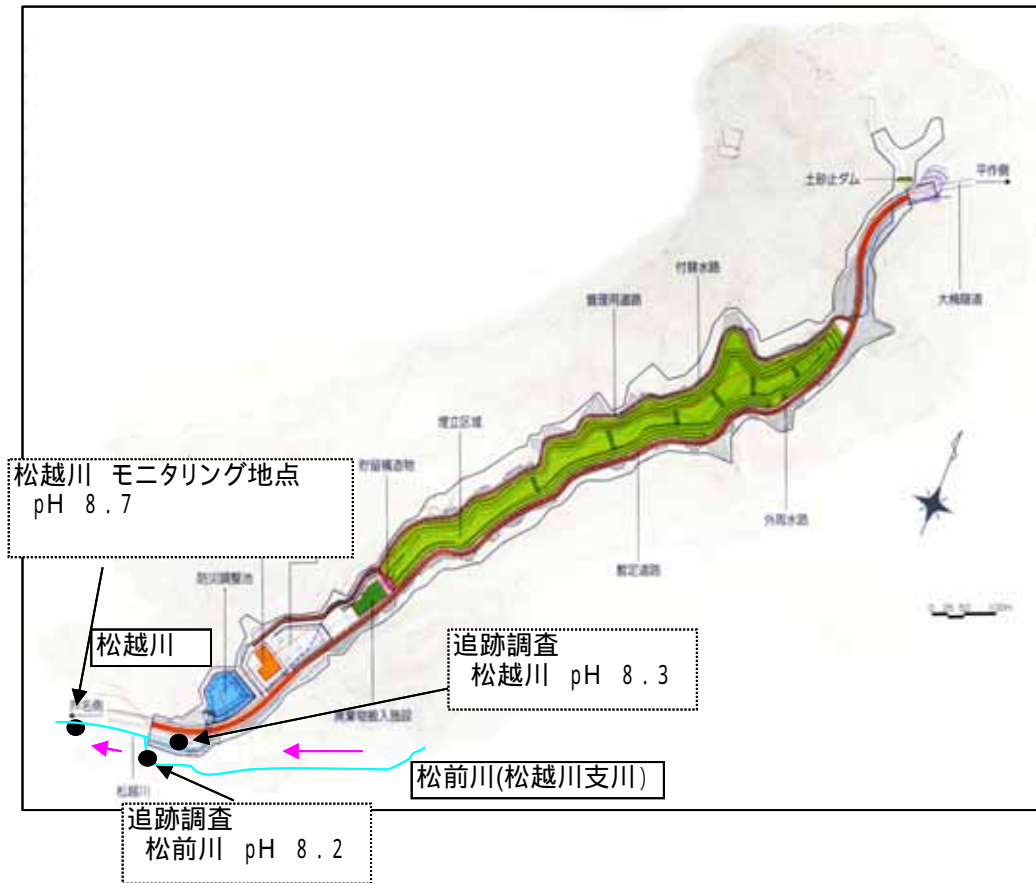 土砂止ダム
平作側
付替水路
管理用道路
大楠隧道
埋立区域
貯留構造物
松越川 モニタリング地点
pH 8.7
外周水路
暫定道路
防災調整池
0 25 50 100m
松越川
追跡調査
松越川 pH 8.3
廃棄物搬入施設
松前川(松越川支川)
松越川
追跡調査
松前川 pH 8.2